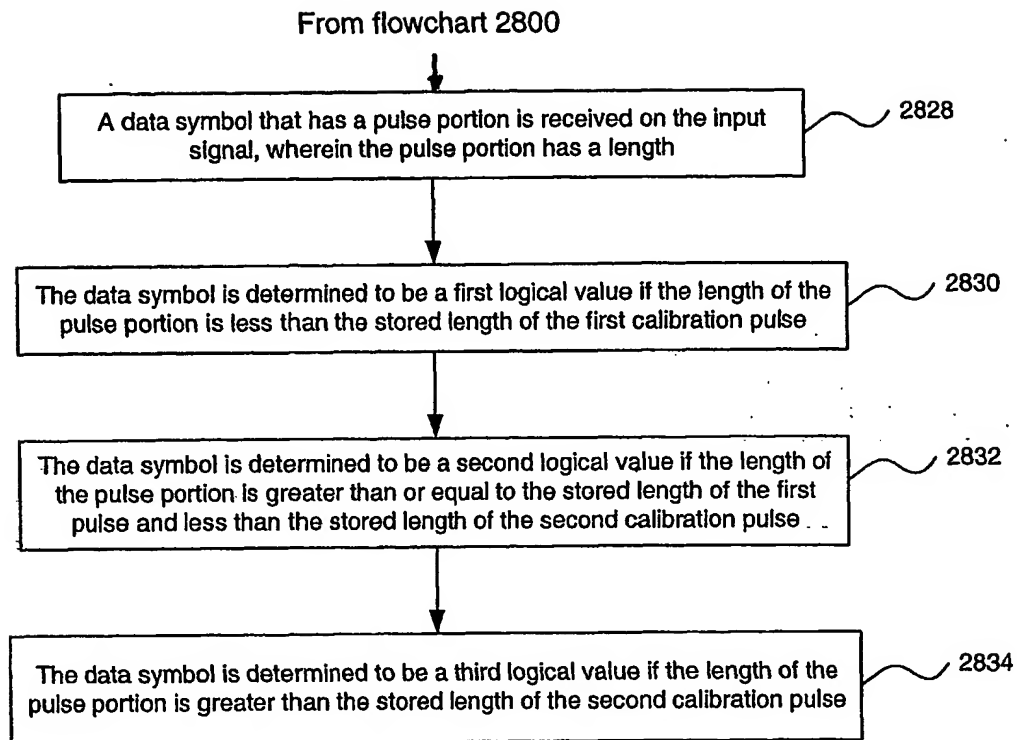 From flowchart 2800
A data symbol that has a pulse portion is received on the input
signal, wherein the pulse portion has a length
2828
The data symbol is determined to be a first logical value if the length of the
pulse portion is less than the stored length of the first calibration pulse
2830
The data symbol is determined to be a second logical value if the length of
the pulse portion is greater than or equal to the stored length of the first
pulse and less than the stored length of the second calibration pulse
2832
The data symbol is determined to be a third logical value if the length of the
pulse portion is greater than the stored length of the second calibration pulse
2834